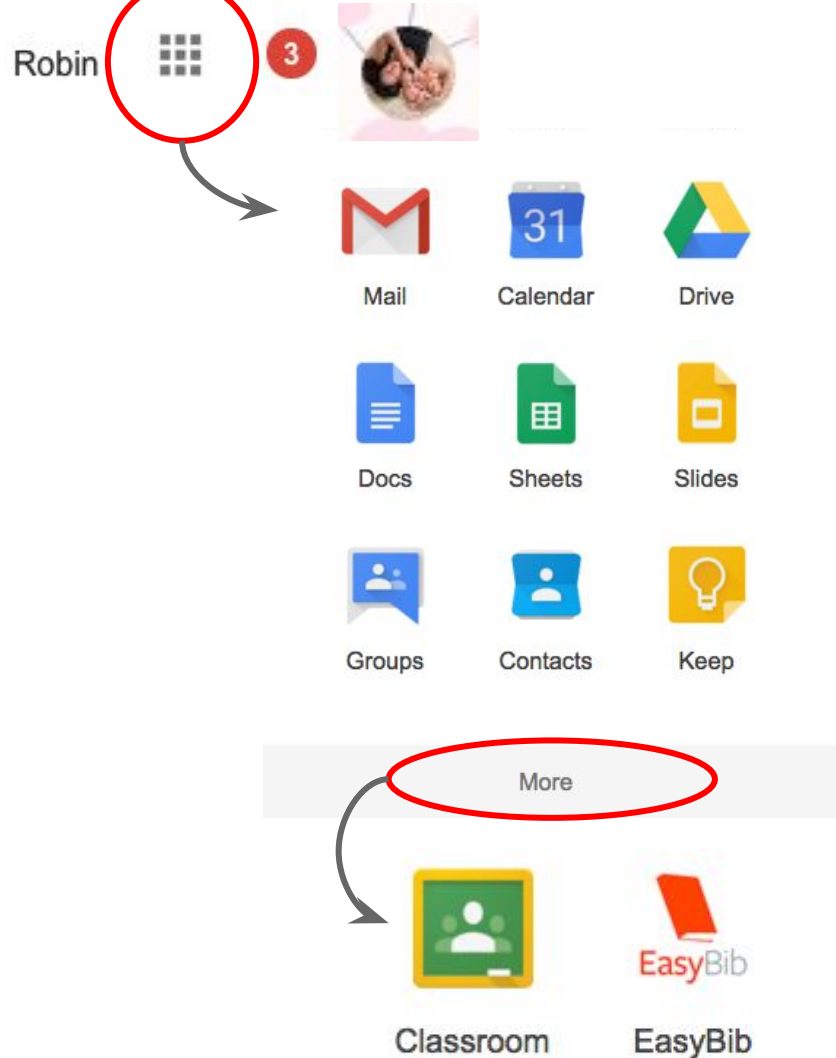 Robin 3
31
Mail Calendar Drive
Docs Sheets Slides
Groups Contacts Keep
More
EasyBib
Classroom EasyBib